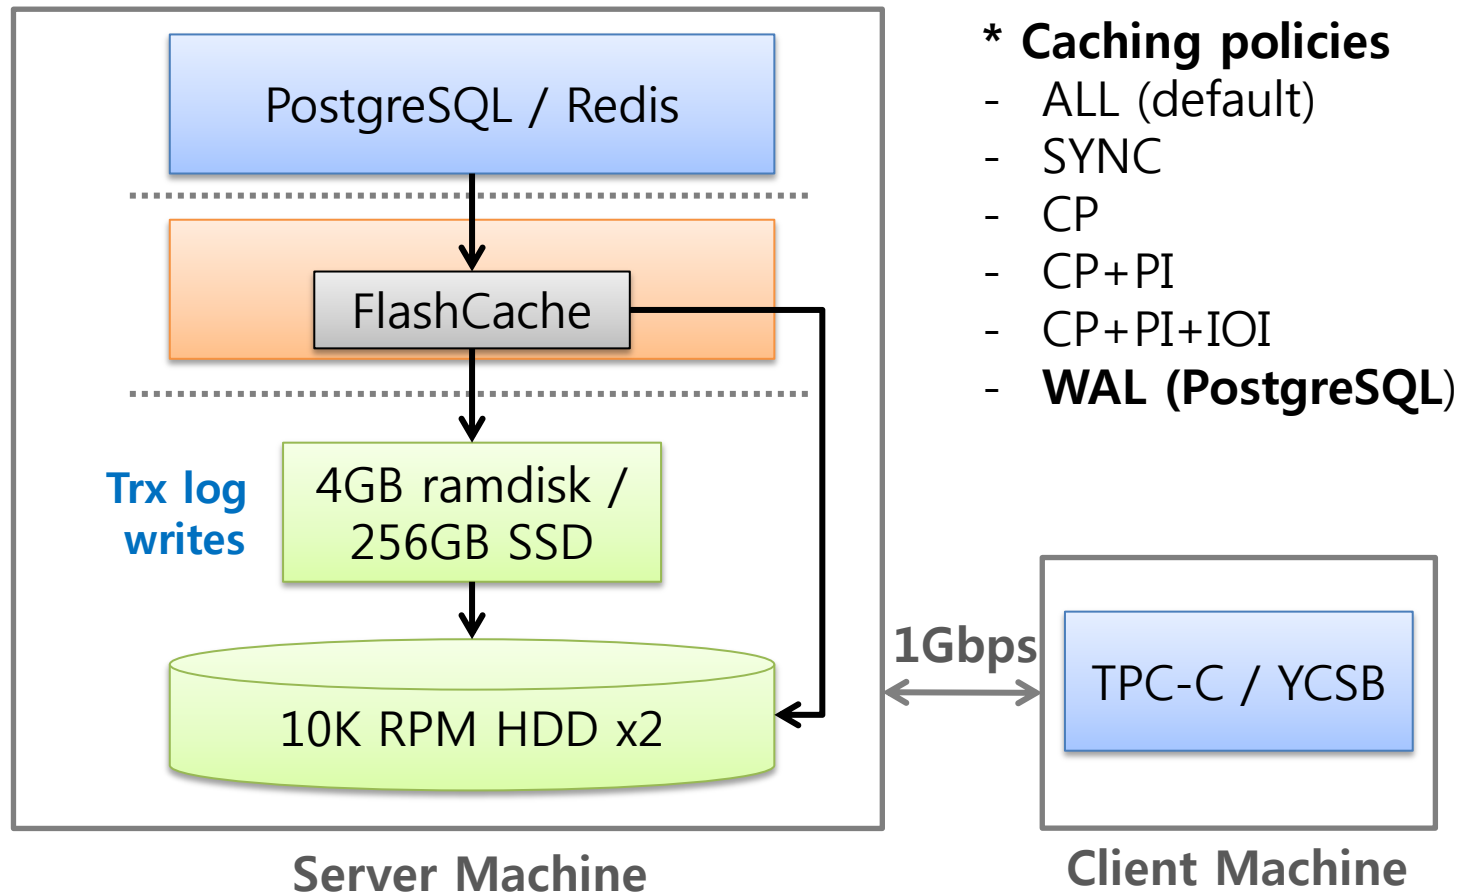 PostgreSQL / Redis
FlashCache
Trx log
writes
4GB ramdisk /
256GB SSD
10K RPM HDD x2
Server Machine
* Caching policies
- ALL (default)
- SYNC
- CP
- CP+PI
- CP+PI+IOI
- WAL (PostgreSQL)
1Gbps
TPC-C / YCSB
Client Machine